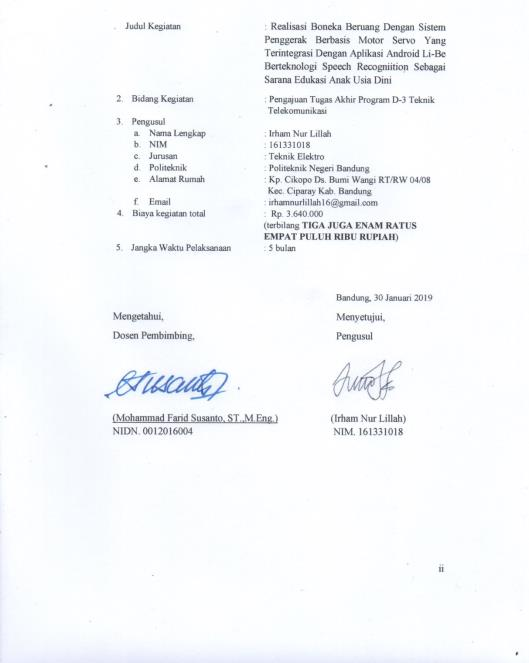 . Judul Kegiatan : Realisasi Boneka Beruang Dengan Sistem
Penggerak Berbasis Motor Servo Yang
Terintegrasi Dengan Aplikasi Android Li-Be
Berteknologi Speech Recogniition Sebagai
Sarana Edukasi Anak Usia Dini
2. Bidang Kegiatan : Pengajuan Tugas Akhir Program D-3 Teknik
Telekomunikasi
3. Pengusul
a. Nama Lengkap : Irham Nur Lillah
b. NIM : 161331018
c. Jurusan : Teknik Elektro
d. Politeknik : Politeknik Negeri Bandung
e. Alamat Rumah : Kp. Cikopo Ds. Bumi Wangi RT/RW 04/08
Kec. Ciparay Kab. Bandung
f. Email : irhamnurlillah16@gmail.com
4. Biaya kegiatan total : Rp. 3.640.000
(terbilang TIGA JUGA ENAM RATUS
EMPAT PULUH RIBU RUPIAH)
5. Jangka Waktu Pelaksanaan : 5 bulan
Bandung, 30 Januari 2019
Mengetahui, Menyetujui,
Dosen Pembimbing, Pengusul
(Mohammad Farid Susanto, ST.,M.Eng.) (Irham Nur Lillah)
NIDN. 0012016004 NIM. 161331018
ii